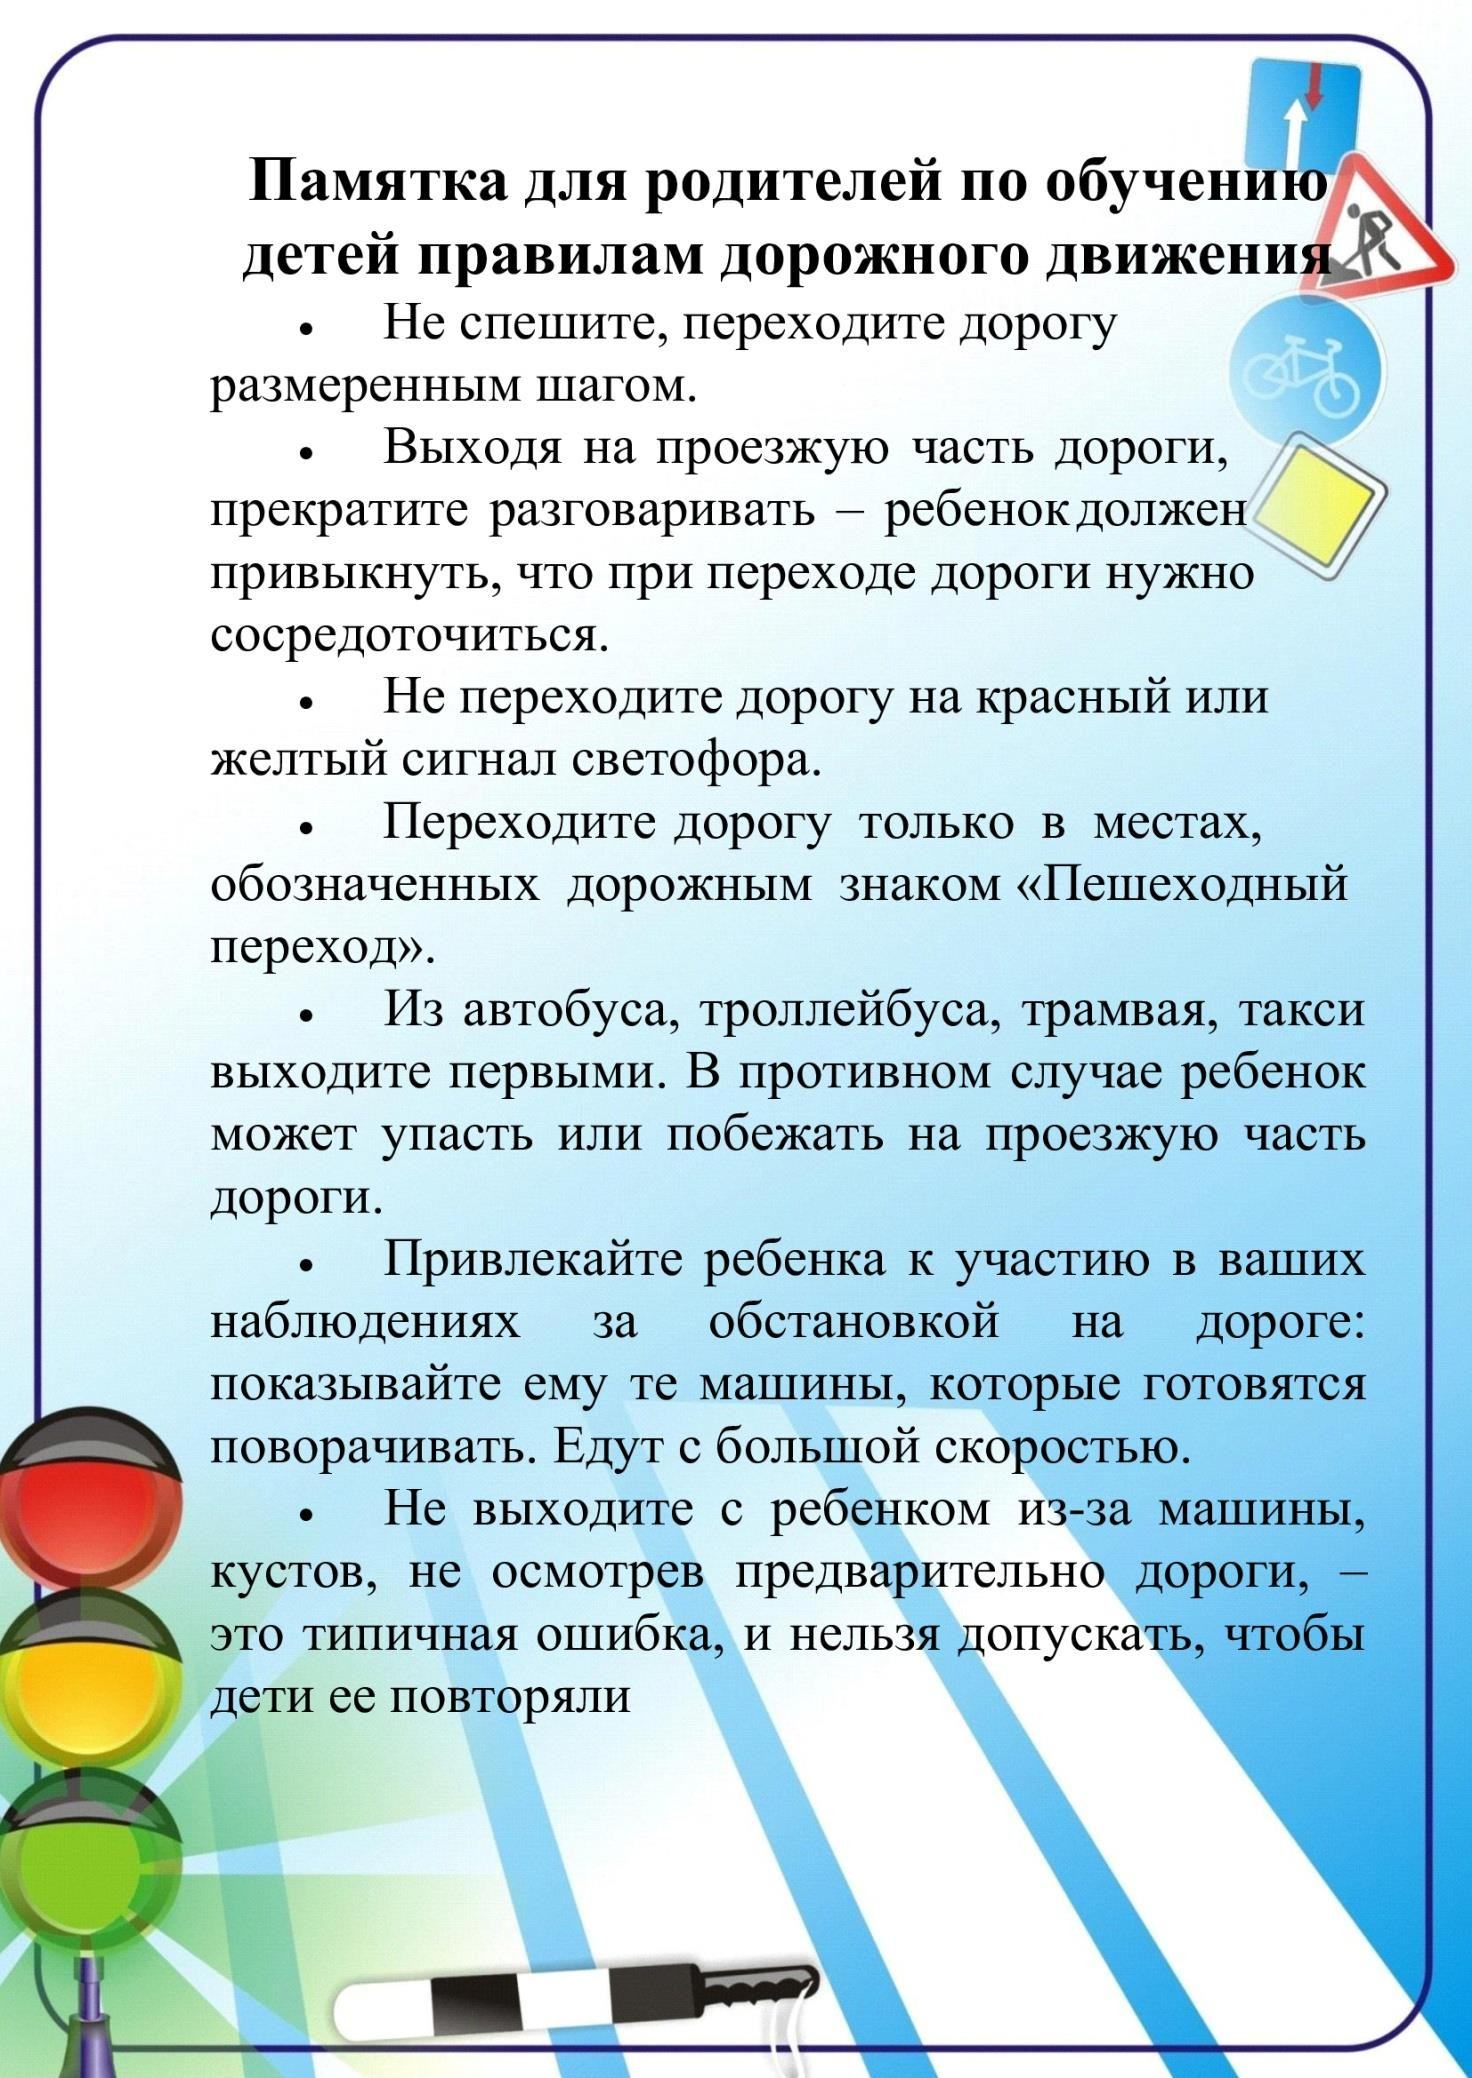 Памятка для родителей по обучению
детей правилам дорожного движения
• Не спешите, переходите дорогу
размеренным шагом.
• Выходя на проезжую часть дороги,
прекратите разговаривать – ребенок должен
привыкнуть, что при переходе дороги нужно
сосредоточиться.
• Не переходите дорогу на красный или
желтый сигнал светофора.
• Переходите дорогу только в местах,
обозначенных дорожным знаком «Пешеходный
переход».
• Из автобуса, троллейбуса, трамвая, такси
выходите первыми. В противном случае ребенок
может упасть или побежать на проезжую часть
дороги.
• Привлекайте ребенка к участию в ваших
наблюдениях за обстановкой на дороге:
показывайте ему те машины, которые готовятся
поворачивать. Едут с большой скоростью.
• Не выходите с ребенком из-за машины,
кустов, не осмотрев предварительно дороги, –
это типичная ошибка, и нельзя допускать, чтобы
дети ее повторяли